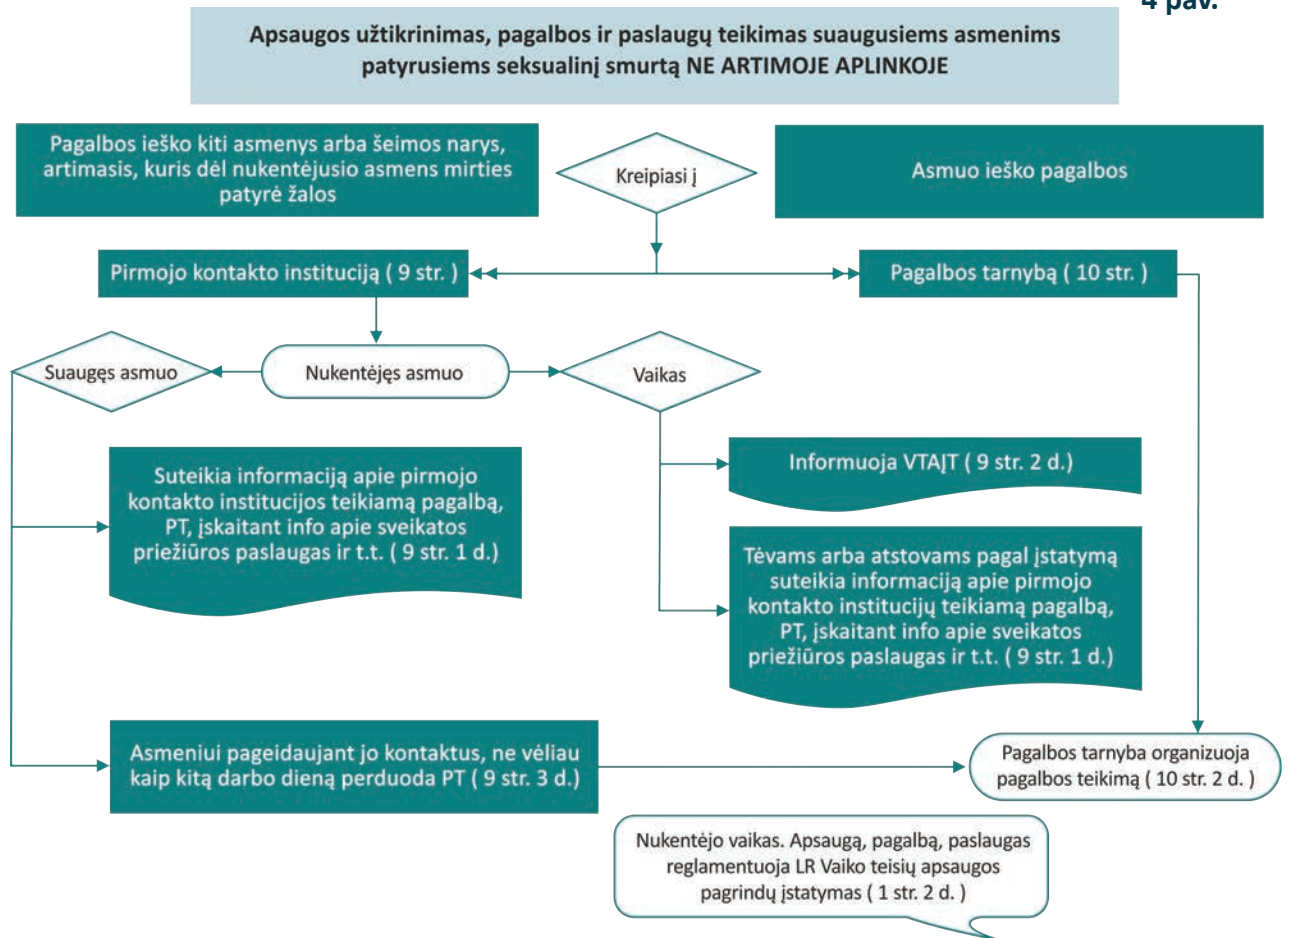 4 pav.
Apsaugos užtikrinimas, pagalbos ir paslaugų teikimas suaugusiems asmenims
patyrusiems seksualinį smurtą NE ARTIMOJE APLINKOJE
Pagalbos ieško kiti asmenys arba šeimos narys,
artimasis, kuris dėl nukentėjusio asmens mirties
patyrė žalos
Kreipiasi į
Asmuo ieško pagalbos
Pirmojo kontakto instituciją ( 9 str. )
Pagalbos tarnybą ( 10 str. )
Suaugęs asmuo
Nukentėjęs asmuo
Vaikas
Suteikia informaciją apie pirmojo
kontakto institucijos teikiamą pagalbą,
PT, įskaitant info apie sveikatos
priežiūros paslaugas ir t.t. ( 9 str. 1 d.)
Informuoja VTAĮT ( 9 str. 2 d.)
Tėvams arba atstovams pagal įstatymą
suteikia informaciją apie pirmojo
kontakto institucijų teikiamą pagalbą,
PT, įskaitant info apie sveikatos
priežiūros paslaugas ir t.t. ( 9 str. 1 d.)
Asmeniui pageidaujant jo kontaktus, ne vėliau
kaip kitą darbo dieną perduoda PT ( 9 str. 3 d.)
Pagalbos tarnyba organizuoja
pagalbos teikimą ( 10 str. 2 d. )
Nukentėjo vaikas. Apsaugą, pagalbą, paslaugas
reglamentuoja LR Vaiko teisių apsaugos
pagrindų įstatymas ( 1 str. 2 d. )